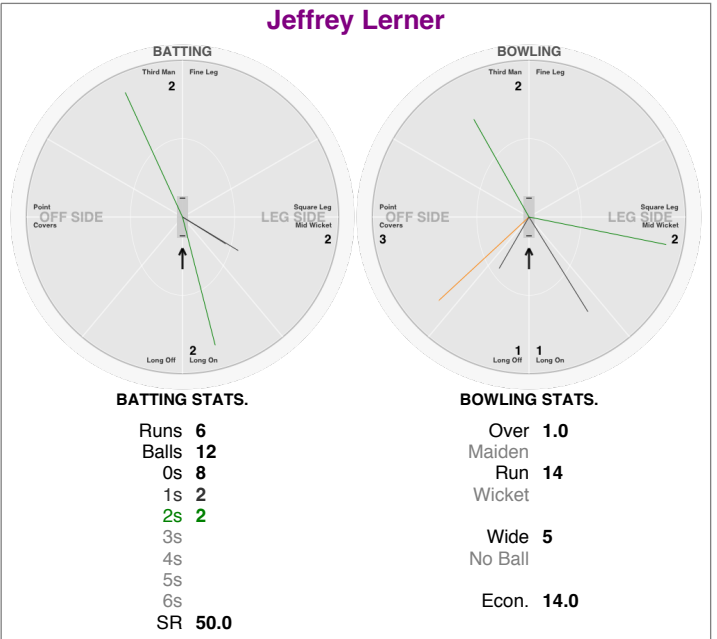 Jeffrey Lerner
BATTING
Third Man Fine Leg
2
Point
OFF SIDE
Covers
Square Leg
LEG SIDE
Mid Wicket
2
2
Long Off Long On
BOWLING
Third Man Fine Leg
2
Point
OFF SIDE
Covers
3
Square Leg
LEG SIDE
Mid Wicket
2
1 1
Long Off Long On
BATTING STATS.
Runs 6
Balls 12
0s 8
1s 2
2s 2
3s
4s
5s
6s
SR 50.0
BOWLING STATS.
Over 1.0
Maiden
Run 14
Wicket
Wide 5
No Ball
Econ. 14.0